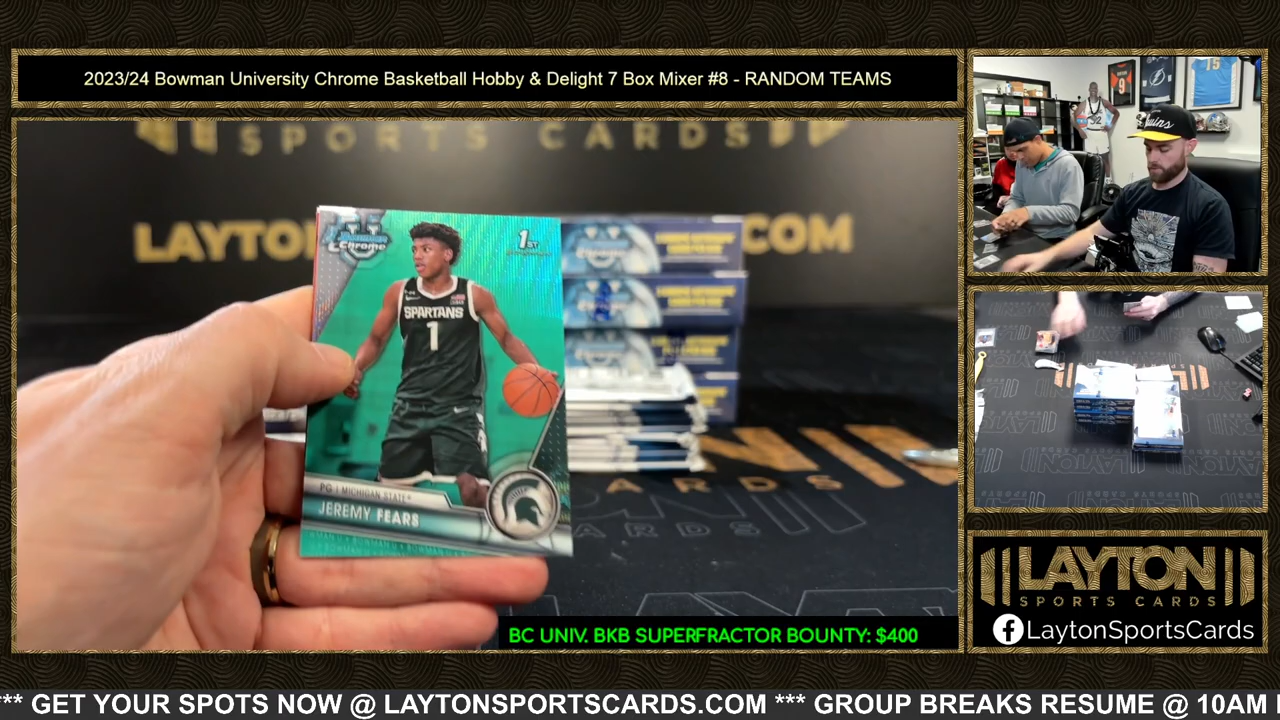 2023/24 Bowman University Chrome Basketball Hobby & Delight 7 Box Mixer #8 - RANDOM TEAMS
SPORTS CARDS
Chrome
1ST
SPARTANS
1
PG | MICHIGAN STATE
JEREMY FEARS
BC UNIV. BKB SUPERFRACTOR BOUNTY: $400
LAYTON
SPORTS CARDS
LaytonSportsCards
*** GET YOUR SPOTS NOW @ LAYTONSPORTSCARDS.COM *** GROUP BREAKS RESUME @ 10AM